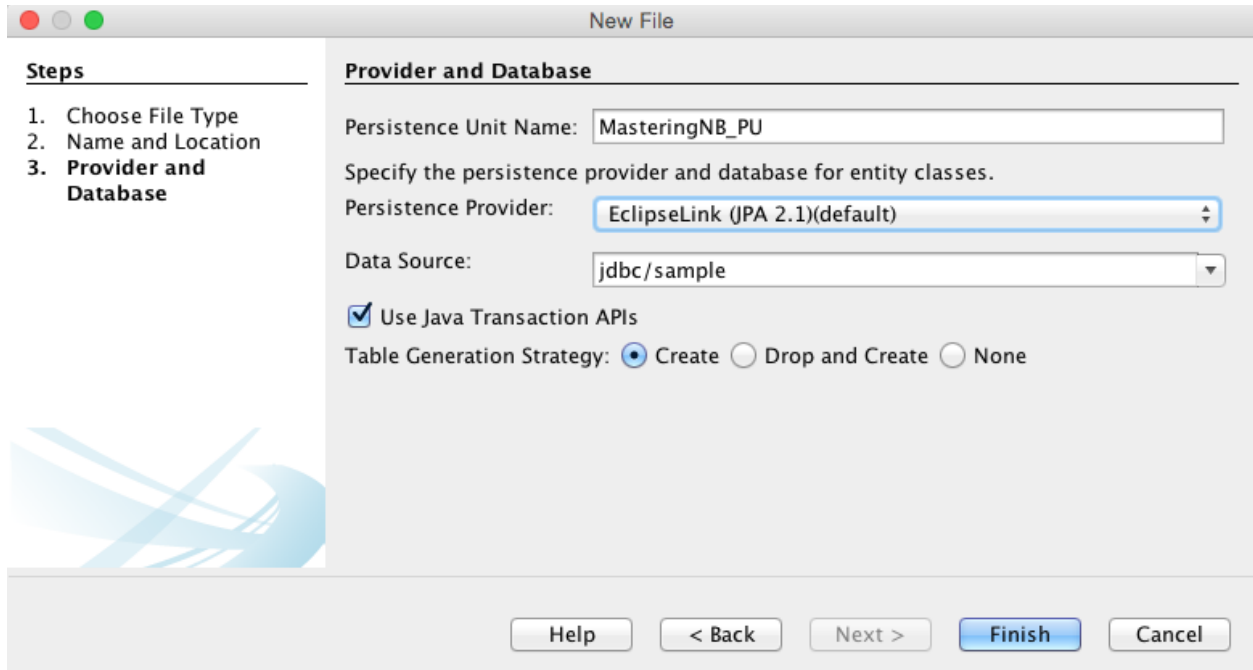 New File
Steps
1. Choose File Type
2. Name and Location
3. Provider and
Database
Provider and Database
Persistence Unit Name: MasteringNB_PU
Specify the persistence provider and database for entity classes.
Persistence Provider: EclipseLink (JPA 2.1)(default)
Data Source: jdbc/sample
Use Java Transaction APIs
Table Generation Strategy: Create Drop and Create None
Help < Back Next > Finish Cancel